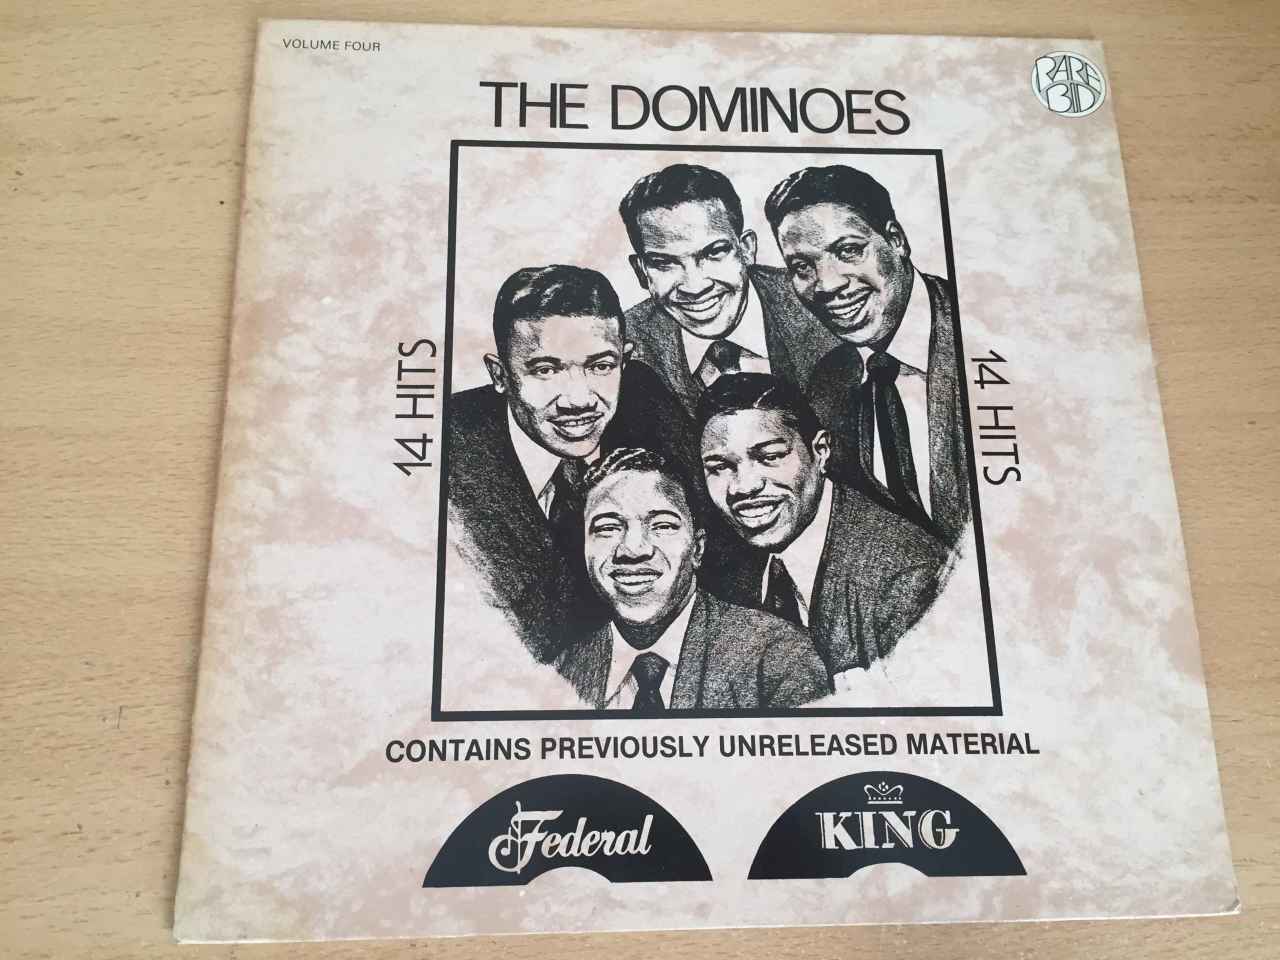 VOLUME FOUR
RARE
BID
THE DOMINOES
14 HITS
14 HITS
CONTAINS PREVIOUSLY UNRELEASED MATERIAL
Federal
KING